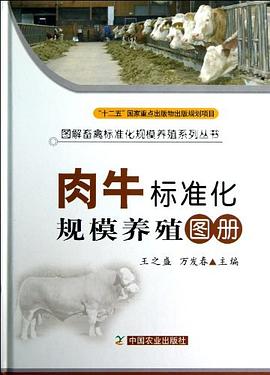 “十二五”国家重点出版物出版规划项目
图解畜禽标准化规模养殖系列丛书
肉牛标准化
规模养殖图册
王之盛 万发春▲主编
中国农业出版社